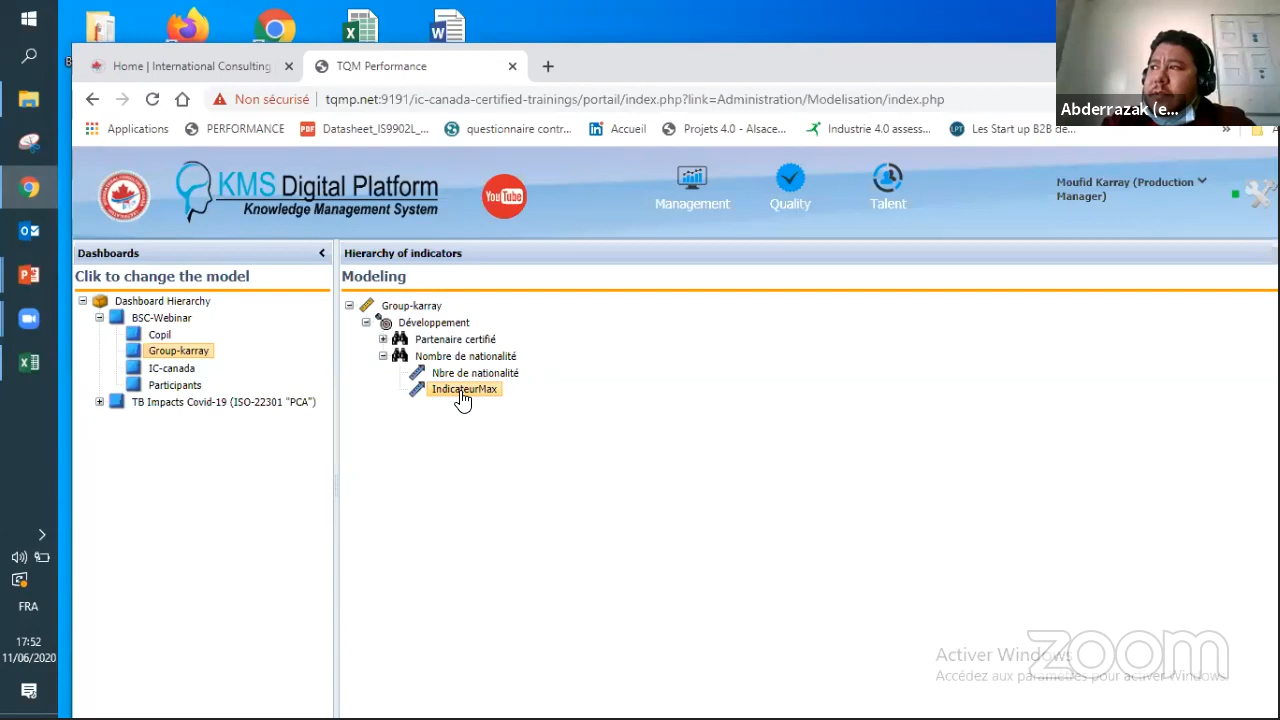 Home | International Consulting
TQM Performance
Non sécurisé
tqmp.net:9191/ic-canada-certified-trainings/portail/index.php?link=Administration/Modelisation/index.php
Abderrazak (e...
Applications
PERFORMANCE
PDF
Datasheet_IS9902L_...
questionnaire contr...
Accueil
Projets 4.0 - Alsace...
Industrie 4.0 assess...
LPT
Les Start up B2B de...
KMS Digital Platform
Knowledge Management System
YouTube
Management
Quality
Talent
Moufid Karray (Production
Manager)
Dashboards
Clik to change the model
Dashboard Hierarchy
BSC-Webinar
Copil
Group-karray
IC-canada
Participants
TB Impacts Covid-19 (ISO-22301 "PCA")
Hierarchy of indicators
Modeling
Group-karray
Développement
Partenaire certifié
Nombre de nationalité
Nbre de nationalité
IndicateurMax
FRA
17:52
11/06/2020
Activer Windows
Accédez aux paramètres pour activer Windows.
zoom